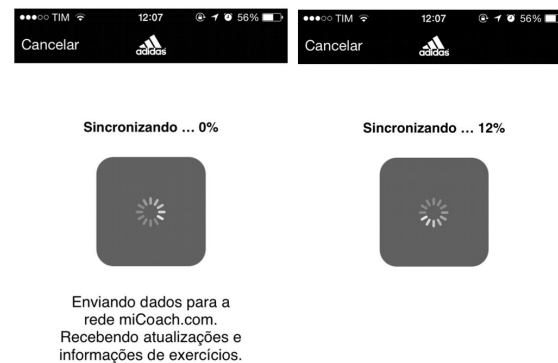 TIM 12:07 56%
Cancelar adidas
Sincronizando ... 0%
Enviando dados para a
rede miCoach.com.
Recebendo atualizações e
informações de exercícios.
TIM 12:07 56%
Cancelar adidas
Sincronizando ... 12%